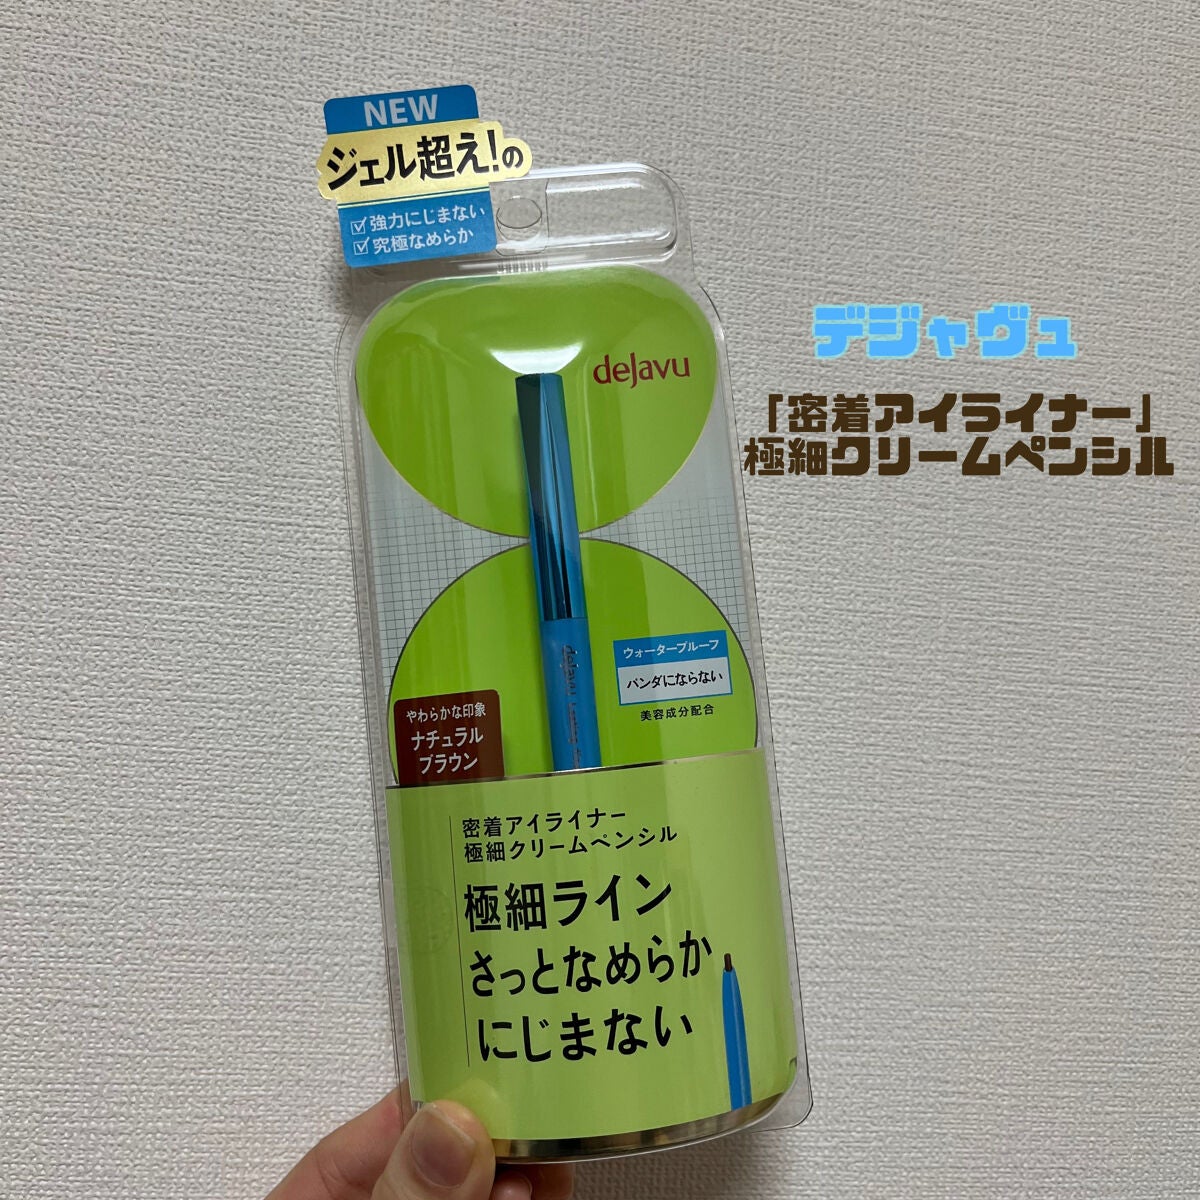 NEW
ジェル超え!の
強力にじまない
究極なめらか
dejavu
デジャヴュ
「密着アイライナー」
極細クリームペンシル
dejavu
ウォータープルーフ
パンダにならない
美容成分配合
やわらかな印象
ナチュラル
ブラウン
密着アイライナー
極細クリームペンシル
極細ライン
さっとなめらか
にじまない